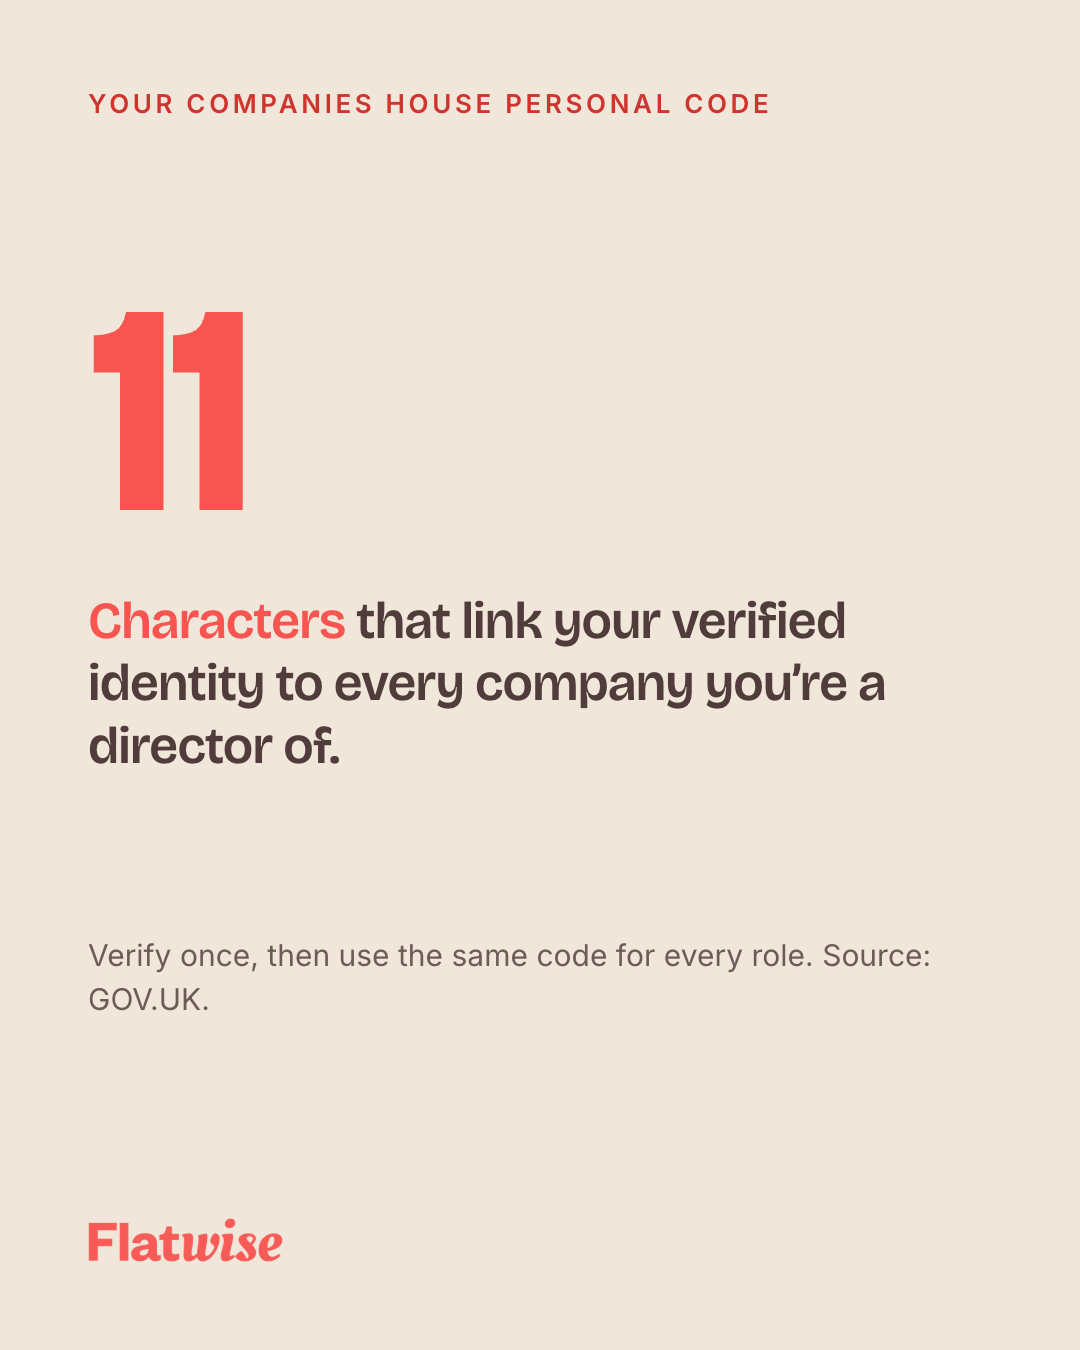 YOUR COMPANIES HOUSE PERSONAL CODE
11
Characters that link your verified
identity to every company you’re a
director of.
Verify once, then use the same code for every role. Source:
GOV.UK.
Flatwise